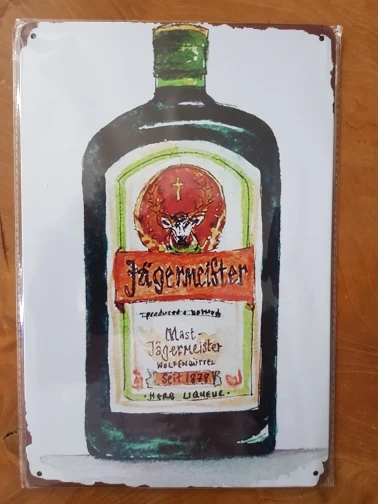 Jägermeister
produced & bottled
Mast-
Jägermeister
WOLFENBÜTTEL
Seit 1878
· HERB LIQUEUR ·